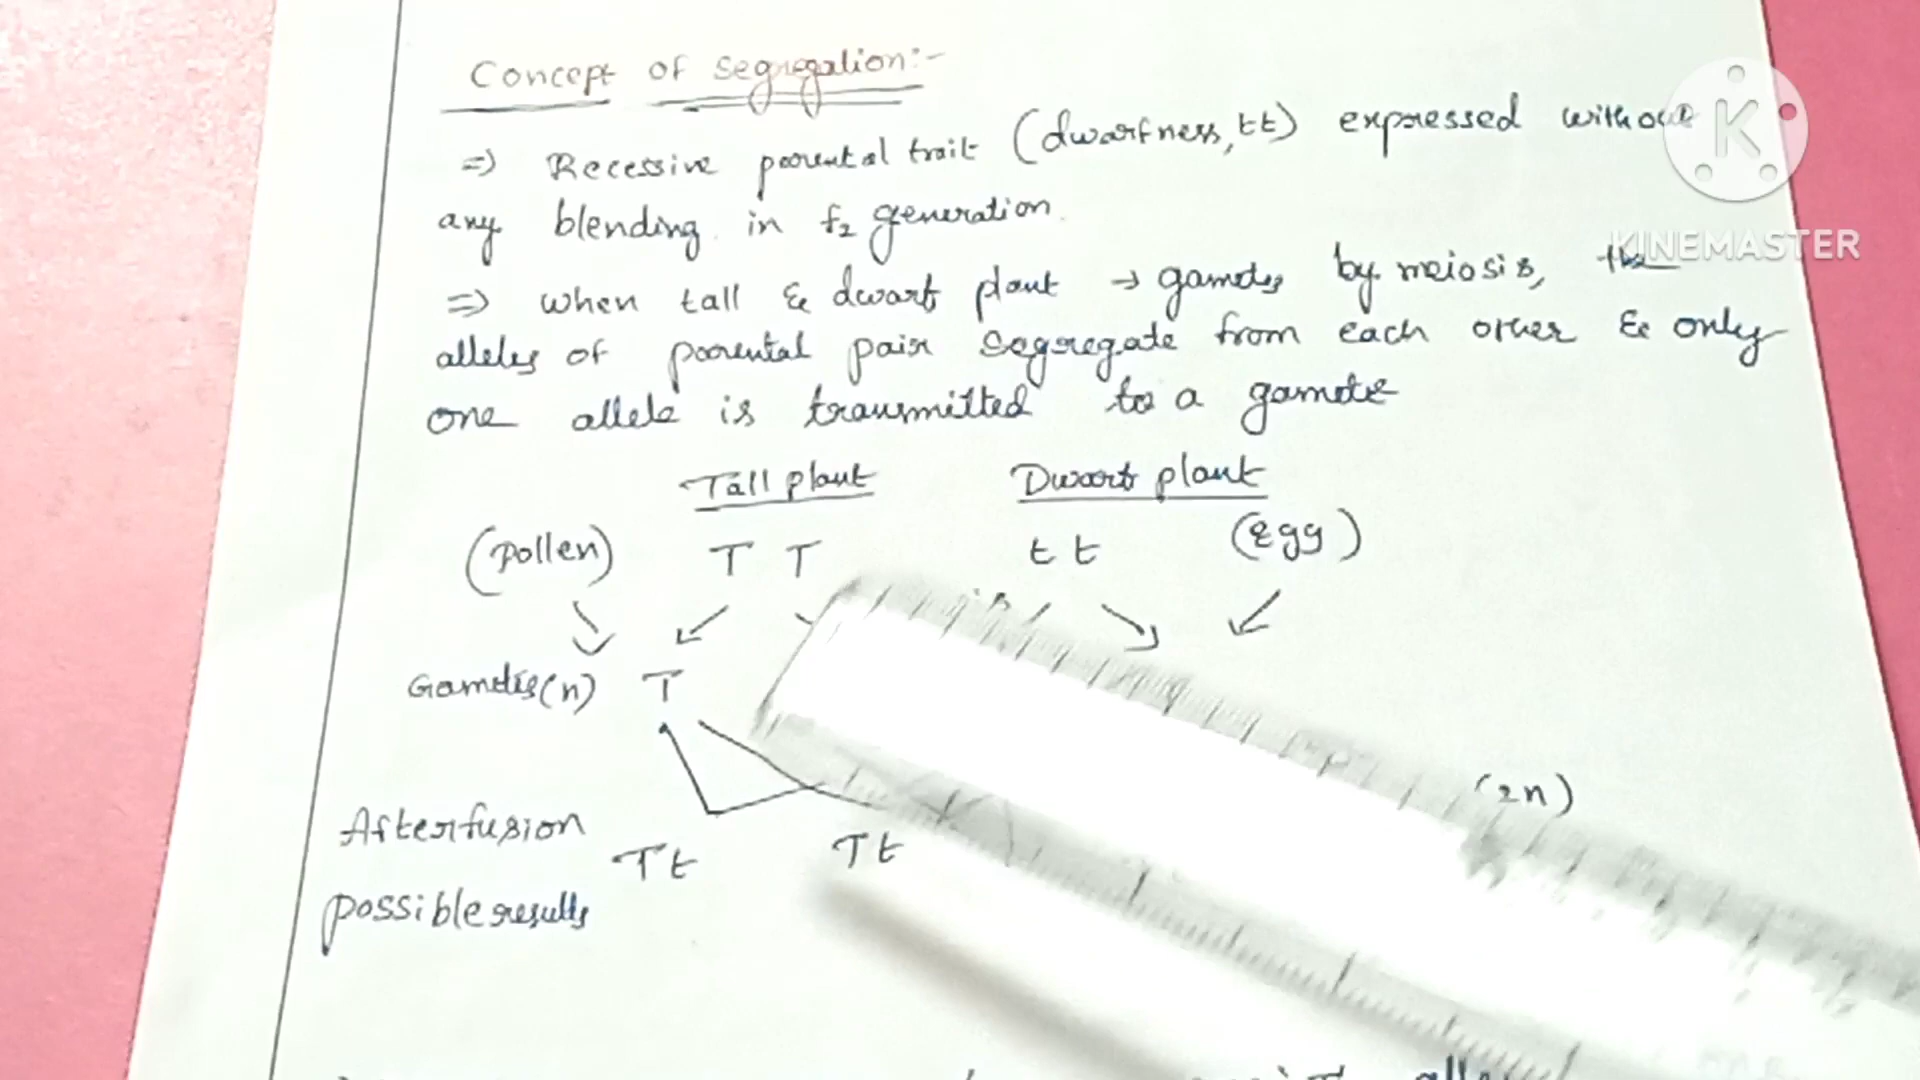 Concept of segregation:-
=> Recessive parental trait (dwarfness, tt) expressed without
any blending in f2 generation.
=> when tall & dwarf plant → gametes by meiosis, the
alleles of parental pair segregate from each other & only
one allele is transmitted to a gamete
Tall plant Dwarf plant
(pollen) T T t t (Egg)
Gametes(n) T
(2n)
After fusion
Tt Tt
possible results
K
KINEMASTER